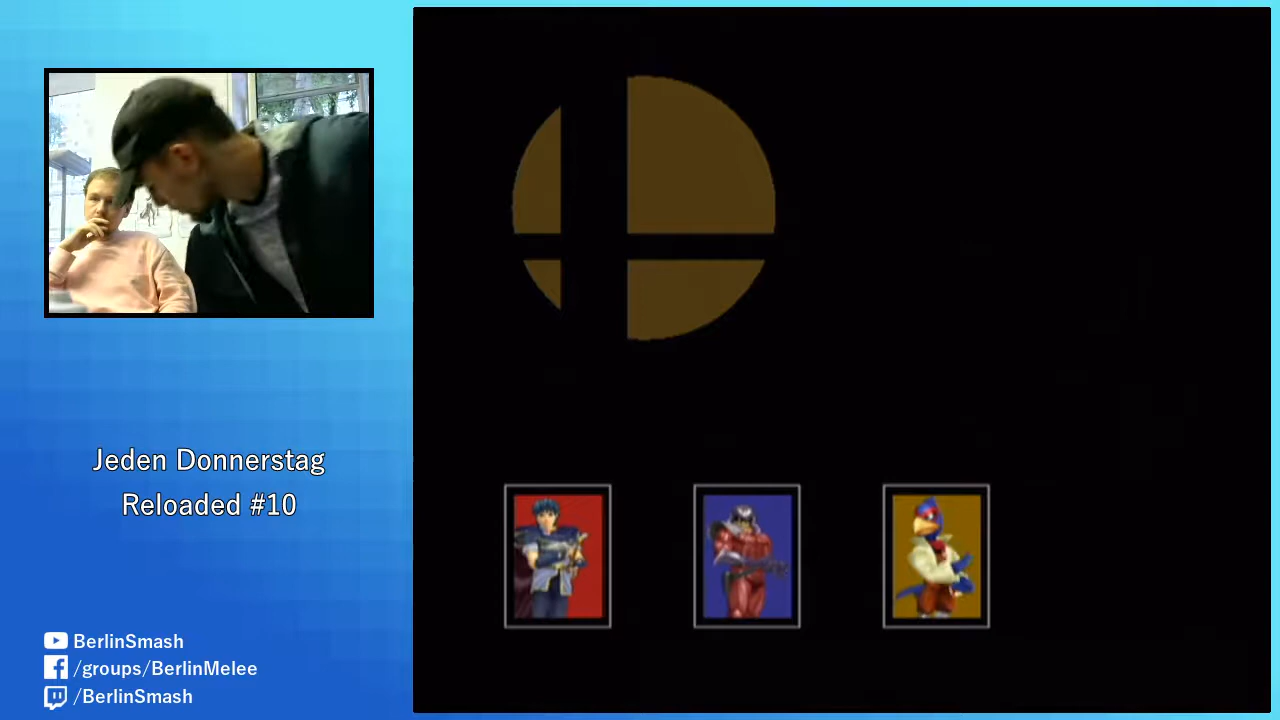 Jeden Donnerstag
Reloaded #10
BerlinSmash
/groups/BerlinMelee
/BerlinSmash